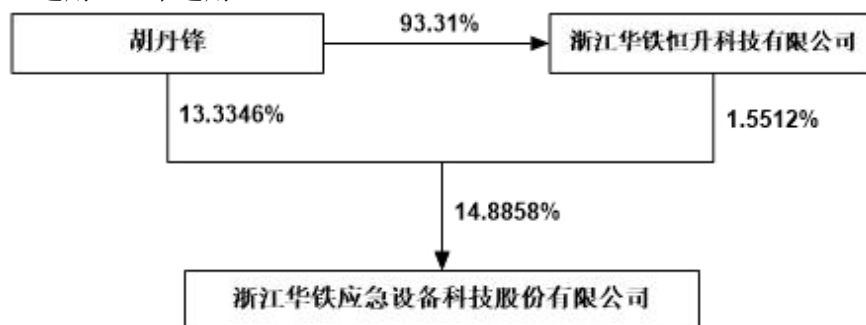 93.31%
胡丹锋
浙江华铁恒升科技有限公司
13.3346%
1.5512%
14.8858%
浙江华铁应急设备科技股份有限公司